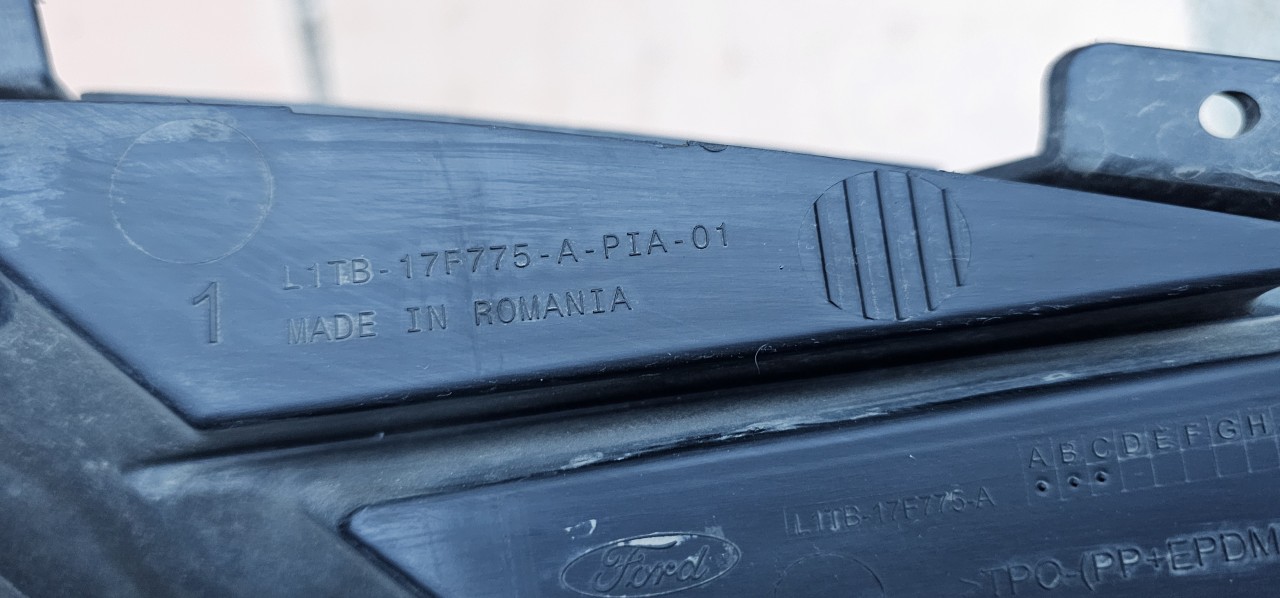 L1TB-17F775-A-PIA-01
1
MADE IN ROMANIA
A B C D E F G H
L1TB-17F775-A
Ford
>TPO-(PP+EPDM